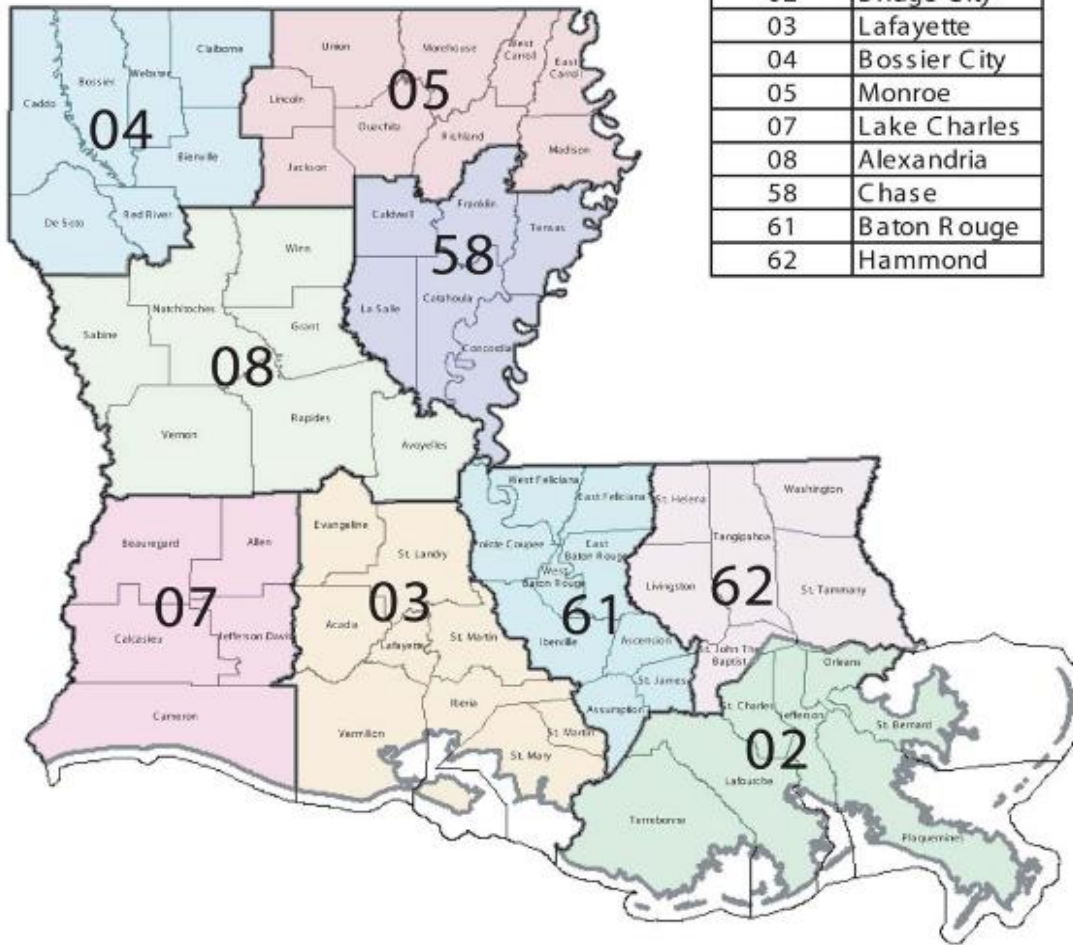 02 Bridge City
03 Lafayette
04 Bossier City
05 Monroe
07 Lake Charles
08 Alexandria
58 Chase
61 Baton Rouge
62 Hammond
Claiborne
Union
Morehouse
West
Carroll
East
Carroll
Webster
Bossier
Caddo
04
05
Lincoln
Ouachita
Richland
Madison
Bienville
Jackson
De Soto
Red River
Caldwell
Franklin
Tensas
58
Winn
La Salle
Catahoula
Natchitoches
Grant
Sabine
Concordia
08
Rapides
Vernon
Avoyelles
West Feliciana
East Feliciana
St. Helena
Washington
Evangeline
Beauregard
Allen
St. Landry
Pointe Coupee
East
Baton Rouge
Tangipahoa
West
Baton Rouge
Livingston
62
St. Tammany
07
03
61
Acadia
Lafayette
St. Martin
Iberville
Ascension
Calcasieu
Jefferson Davis
St. John The
Baptist
Orleans
St. James
Cameron
Iberia
Assumption
St. Charles
Jefferson
St. Bernard
Vermilion
St. Martin
St. Mary
02
Lafourche
Terrebonne
Plaquemines